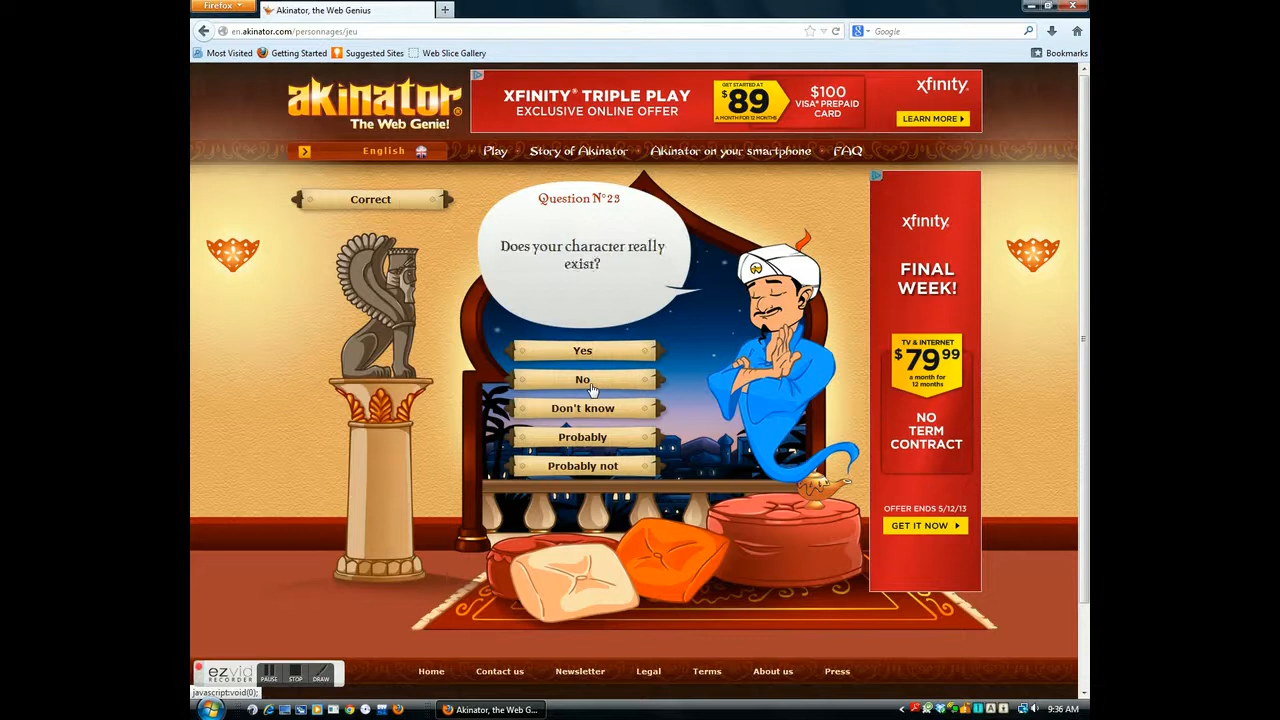 Firefox
Akinator, the Web Genius
en.akinator.com/personnages/jeu
Google
Most Visited
Getting Started
Suggested Sites
Web Slice Gallery
Bookmarks
akinator
The Web Genie!
XFINITY® TRIPLE PLAY
EXCLUSIVE ONLINE OFFER
GET STARTED AT
$89
A MONTH FOR 12 MONTHS
$100
VISA® PREPAID
CARD
xfinity
LEARN MORE
English
Play
Story of Akinator
Akinator on your smartphone
FAQ
Correct
Question N°23
Does your character really
exist?
Yes
No
Don't know
Probably
Probably not
xfinity
FINAL
WEEK!
TV & INTERNET
$79.99
a month for
12 months
NO
TERM
CONTRACT
OFFER ENDS 5/12/13
GET IT NOW
ezvid
RECORDER
PAUSE
STOP
DRAW
Home
Contact us
Newsletter
Legal
Terms
About us
Press
javascript:void(0);
Akinator, the Web G...
9:36 AM